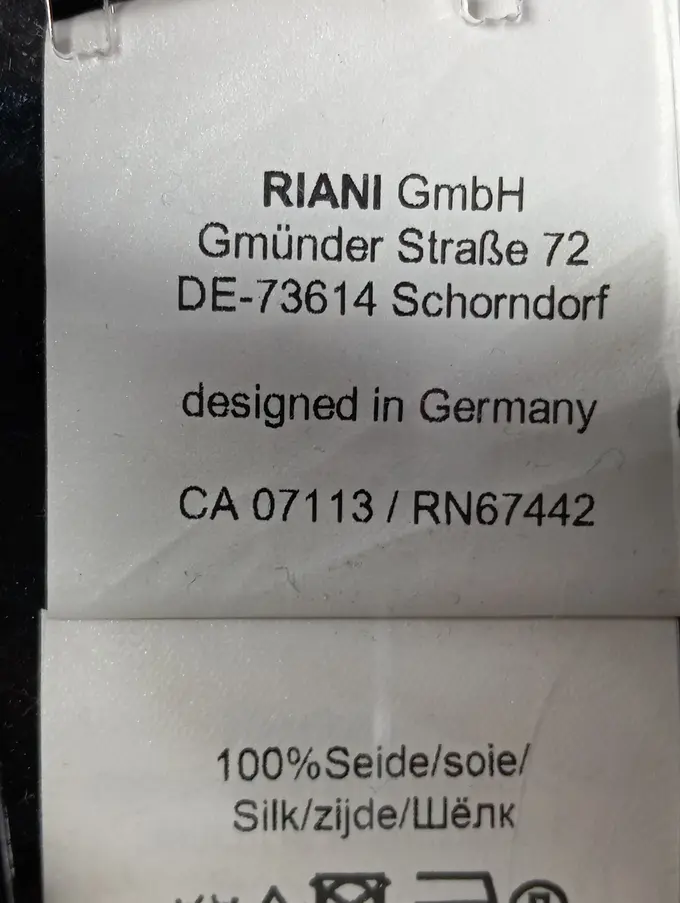 RIANI GmbH
Gmünder Straße 72
DE-73614 Schorndorf
designed in Germany
CA 07113 / RN67442
100%Seide/soie/
Silk/zijde/Шёлк